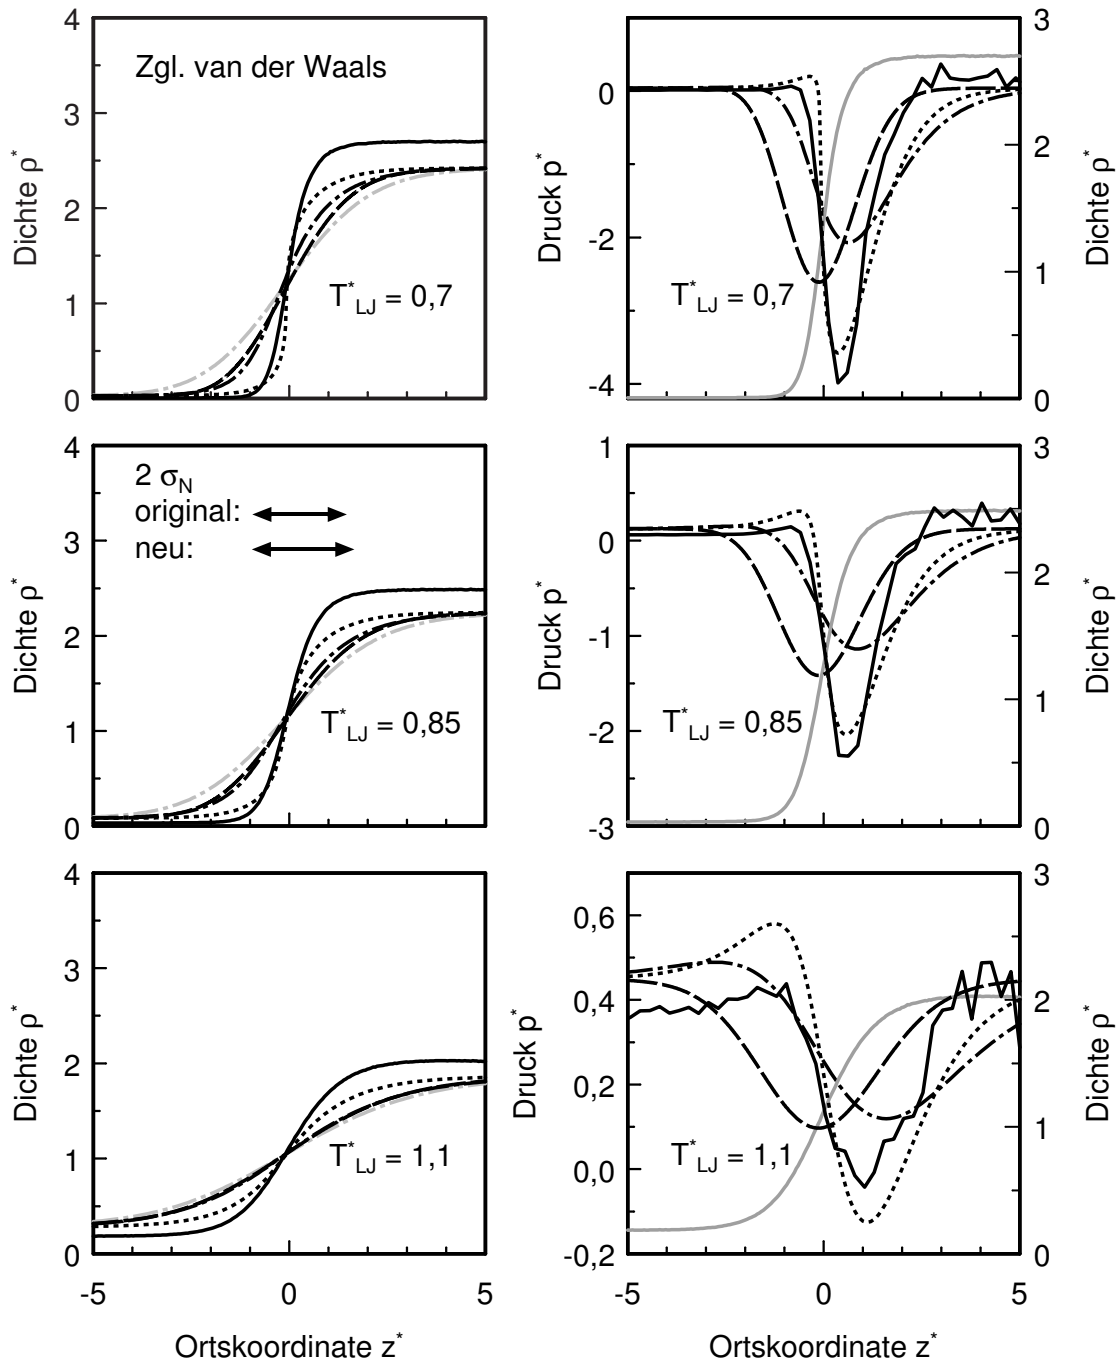 4
3
2
1
0
Dichte ρ*
Zgl. van der Waals
T*LJ = 0,7
0
-2
-4
Druck p*
T*LJ = 0,7
3
2
1
0
Dichte ρ*
4
3
2
1
0
Dichte ρ*
2 σN
original:
neu:
T*LJ = 0,85
1
0
-1
-2
-3
Druck p*
T*LJ = 0,85
3
2
1
0
Dichte ρ*
4
3
2
1
0
Dichte ρ*
T*LJ = 1,1
-5 0 5
Ortskoordinate z*
0,6
0,4
0,2
0,0
-0,2
Druck p*
T*LJ = 1,1
3
2
1
0
Dichte ρ*
-5 0 5
Ortskoordinate z*